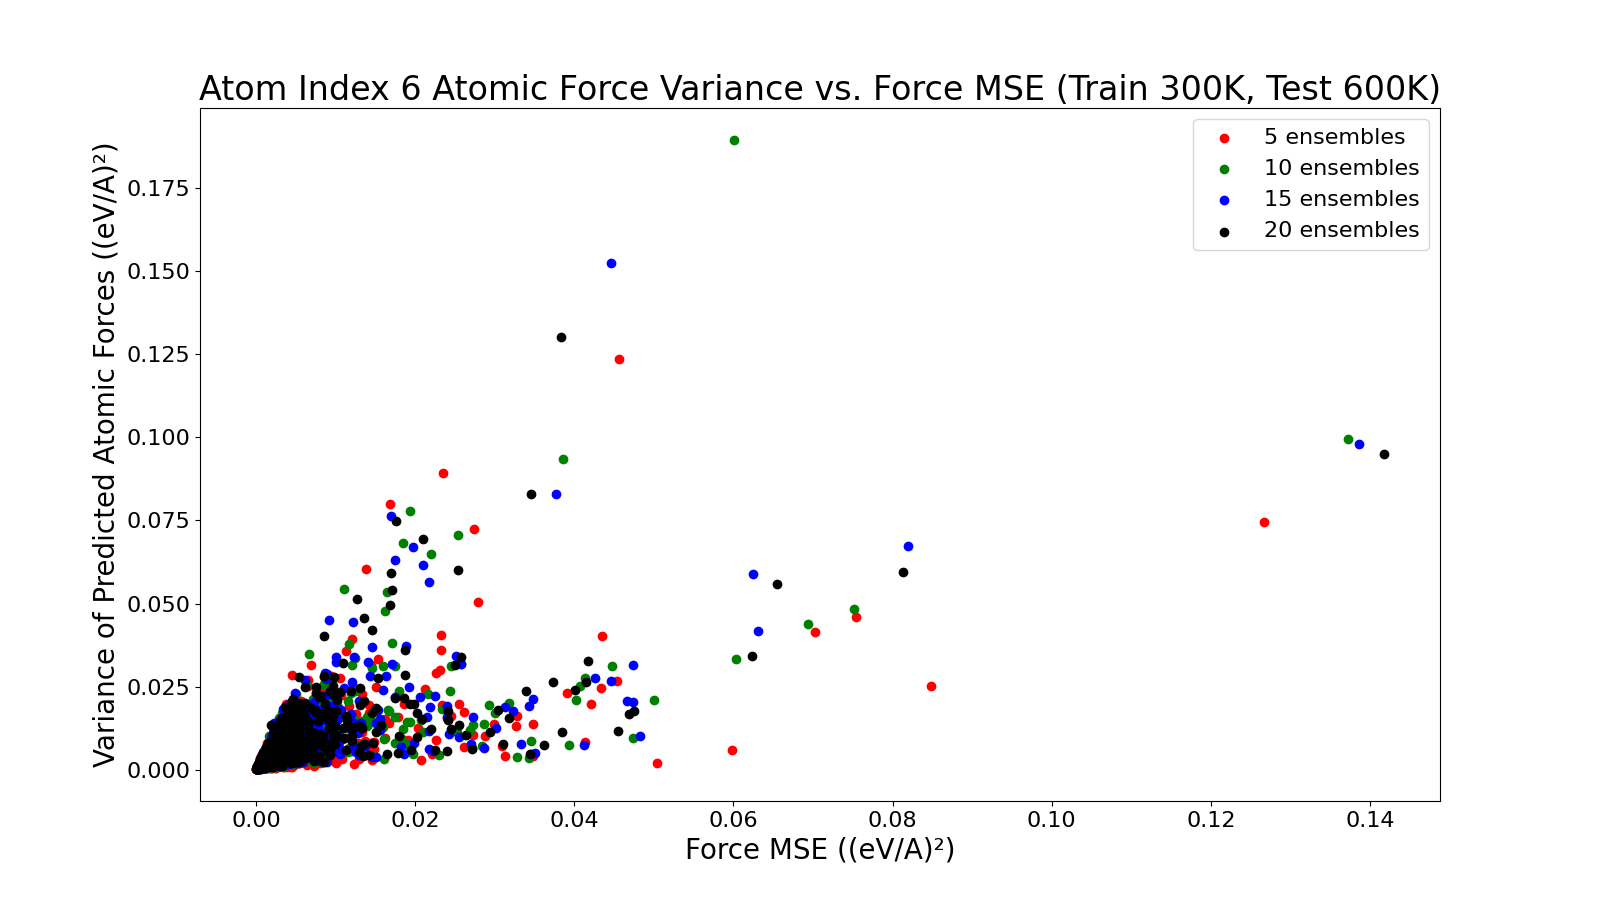 Atom Index 6 Atomic Force Variance vs. Force MSE (Train 300K, Test 600K)
5 ensembles
10 ensembles
15 ensembles
20 ensembles
Variance of Predicted Atomic Forces ((eV/A)²)
0.175
0.150
0.125
0.100
0.075
0.050
0.025
0.000
0.00 0.02 0.04 0.06 0.08 0.10 0.12 0.14
Force MSE ((eV/A)²)